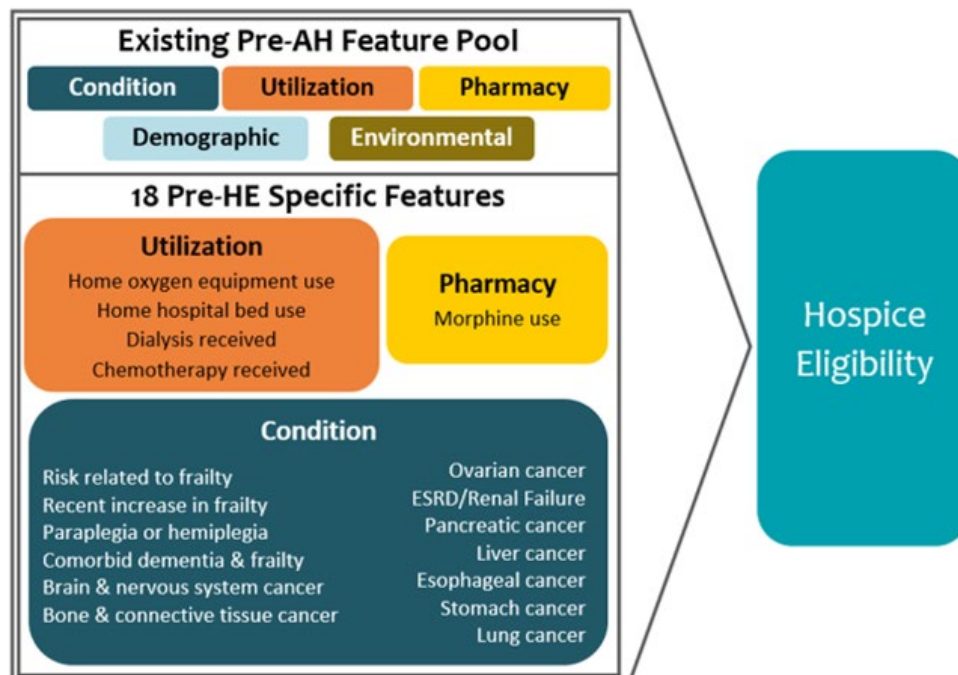 Existing Pre-AH Feature Pool
Condition
Utilization
Pharmacy
Demographic
Environmental
18 Pre-HE Specific Features
Utilization
Home oxygen equipment use
Home hospital bed use
Dialysis received
Chemotherapy received
Pharmacy
Morphine use
Condition
Risk related to frailty
Recent increase in frailty
Paraplegia or hemiplegia
Comorbid dementia & frailty
Brain & nervous system cancer
Bone & connective tissue cancer
Ovarian cancer
ESRD/Renal Failure
Pancreatic cancer
Liver cancer
Esophageal cancer
Stomach cancer
Lung cancer
Hospice
Eligibility